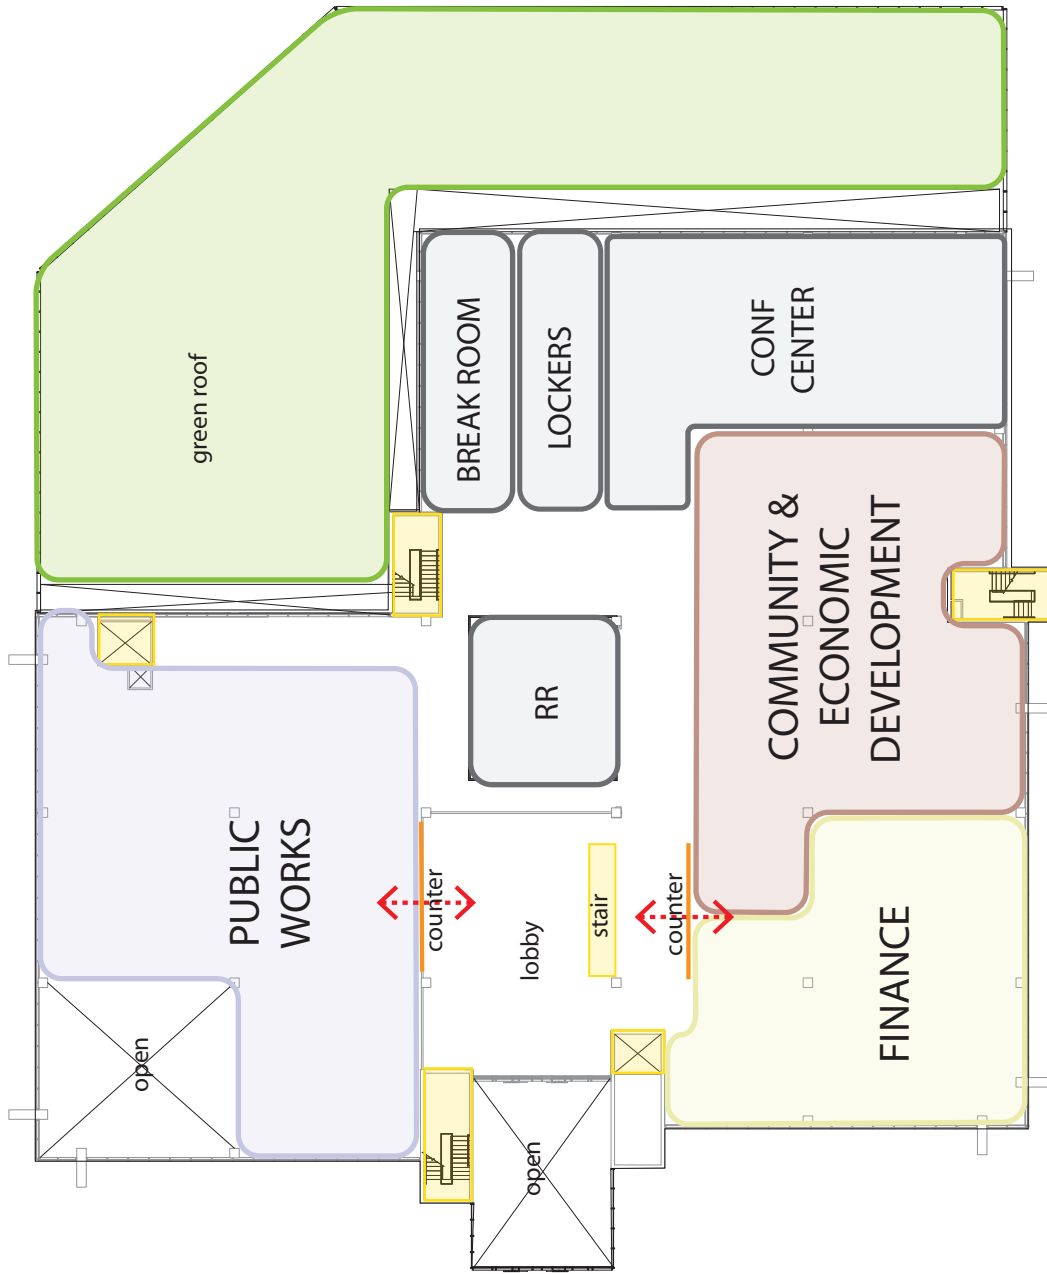 green roof
BREAK ROOM
LOCKERS
CONF
CENTER
COMMUNITY &
ECONOMIC
DEVELOPMENT
RR
PUBLIC
WORKS
counter
lobby
stair
counter
FINANCE
open
open